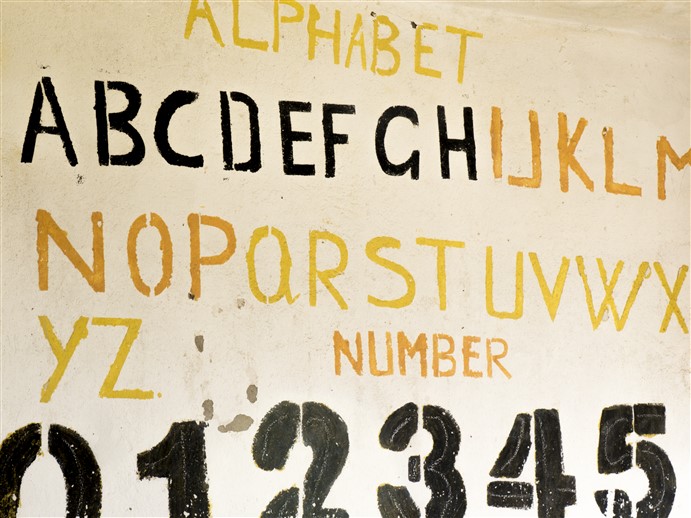 ALPHABET
ABCDEFGHIJKLM
NOPQRSTUVWX
YZ
NUMBER
012345